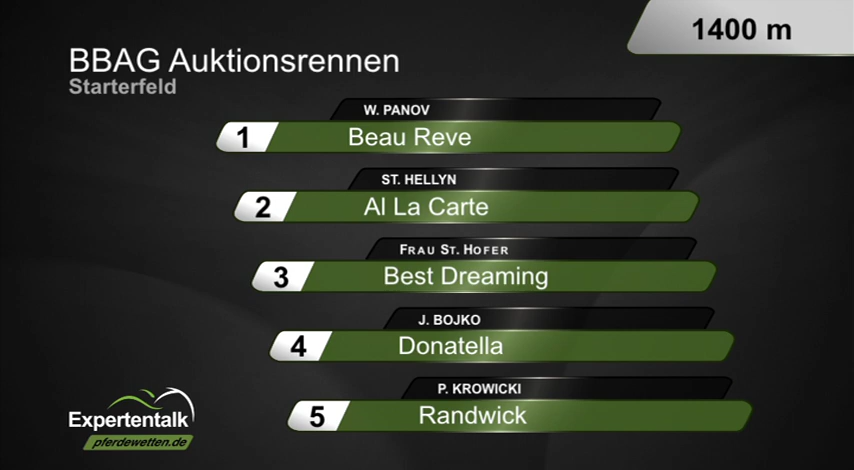 1400 m
BBAG Auktionsrennen
Starterfeld
W. PANOV
1 Beau Reve
ST. HELLYN
2 Al La Carte
FRAU ST. HOFER
3 Best Dreaming
J. BOJKO
4 Donatella
P. KROWICKI
5 Randwick
Expertentalk
pferdewetten.de